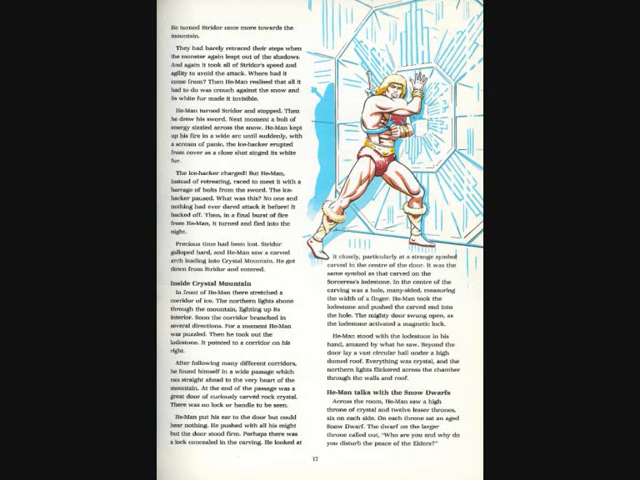 He turned Stridor once more towards the
mountain.
They had barely retraced their steps when
the monster again leapt out of the shadows.
And again it took all of Stridor's speed and
agility to avoid the attack. Where had it
come from? Then He-Man realised that all it
had to do was crouch against the snow and
its white fur made it invisible.
He-Man turned Stridor and stopped. Then
he drew his sword. Next moment a bolt of
energy sizzled across the snow. He-Man kept
up his fire in a wide arc until suddenly, with
a scream of panic, the ice-hacker erupted
from cover as a close shot singed its white
fur.
The ice-hacker charged! But He-Man,
instead of retreating, raced to meet it with a
barrage of bolts from the sword. The ice-
hacker paused. What was this? No one and
nothing had ever dared attack it before! It
backed off. Then, in a final burst of fire
from He-Man, it turned and fled into the
night.
Precious time had been lost. Stridor
galloped hard, and He-Man saw a carved
arch leading into Crystal Mountain. He got
down from Stridor and entered.
Inside Crystal Mountain
In front of He-Man there stretched a
corridor of ice. The northern lights shone
through the mountain, lighting up its
interior. Soon the corridor branched in
several directions. For a moment He-Man
was puzzled. Then he took out the
lodestone. It pointed to a corridor on his
right.
After following many different corridors,
he found himself in a wide passage which
ran straight ahead to the very heart of the
mountain. At the end of the passage was a
great door of curiously carved rock crystal.
There was no lock or handle to be seen.
He-Man put his ear to the door but could
hear nothing. He pushed with all his might
but the door stood firm. Perhaps there was
a lock concealed in the carving. He looked at
it closely, particularly at a strange symbol
carved in the centre of the door. It was the
same symbol as that carved on the
Sorceress's lodestone. In the centre of the
carving was a hole, many-sided, measuring
the width of a finger. He-Man took the
lodestone and pushed the carved end into
the hole. The mighty door swung open, as
the lodestone activated a magnetic lock.
He-Man stood with the lodestone in his
hand, amazed by what he saw. Beyond the
door lay a vast circular hall under a high
domed roof. Everything was crystal, and the
northern lights flickered across the chamber
through the walls and roof.
He-Man talks with the Snow Dwarfs
Across the room, He-Man saw a high
throne of crystal and twelve lesser thrones,
six on each side. On each throne sat an aged
Snow Dwarf. The dwarf on the larger
throne called out, "Who are you and why do
you disturb the peace of the Elders?"
17